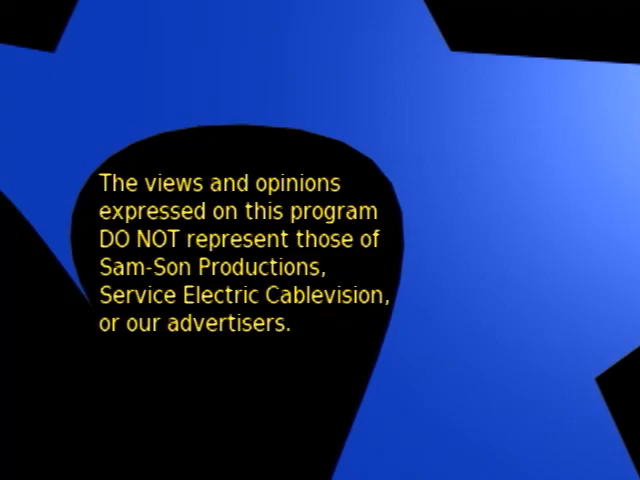 The views and opinions
expressed on this program
DO NOT represent those of
Sam-Son Productions,
Service Electric Cablevision,
or our advertisers.